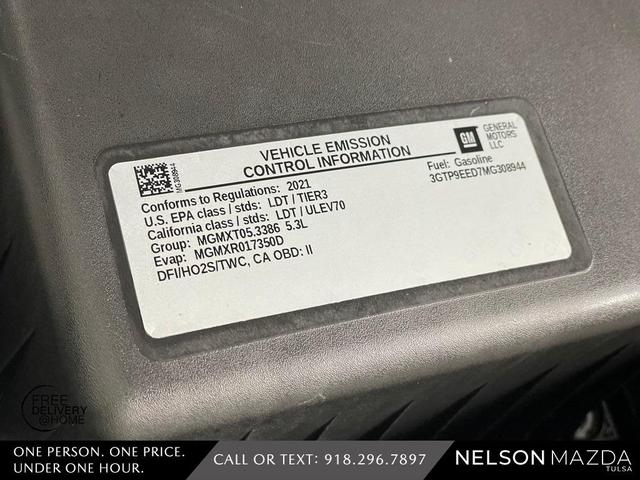 VEHICLE EMISSION
CONTROL INFORMATION
GM
GENERAL
MOTORS
LLC
MG308944
Conforms to Regulations: 2021
Fuel: Gasoline
U.S. EPA class / stds: LDT / TIER3
3GTP9EED7MG308944
California class / stds: LDT / ULEV70
Group: MGMXT05.3386 5.3L
Evap: MGMXR017350D
DFI/HO2S/TWC, CA OBD: II
FREE
DELIVERY
@HOME
ONE PERSON. ONE PRICE.
UNDER ONE HOUR.
CALL OR TEXT: 918.296.7897
NELSON MAZDA
TULSA